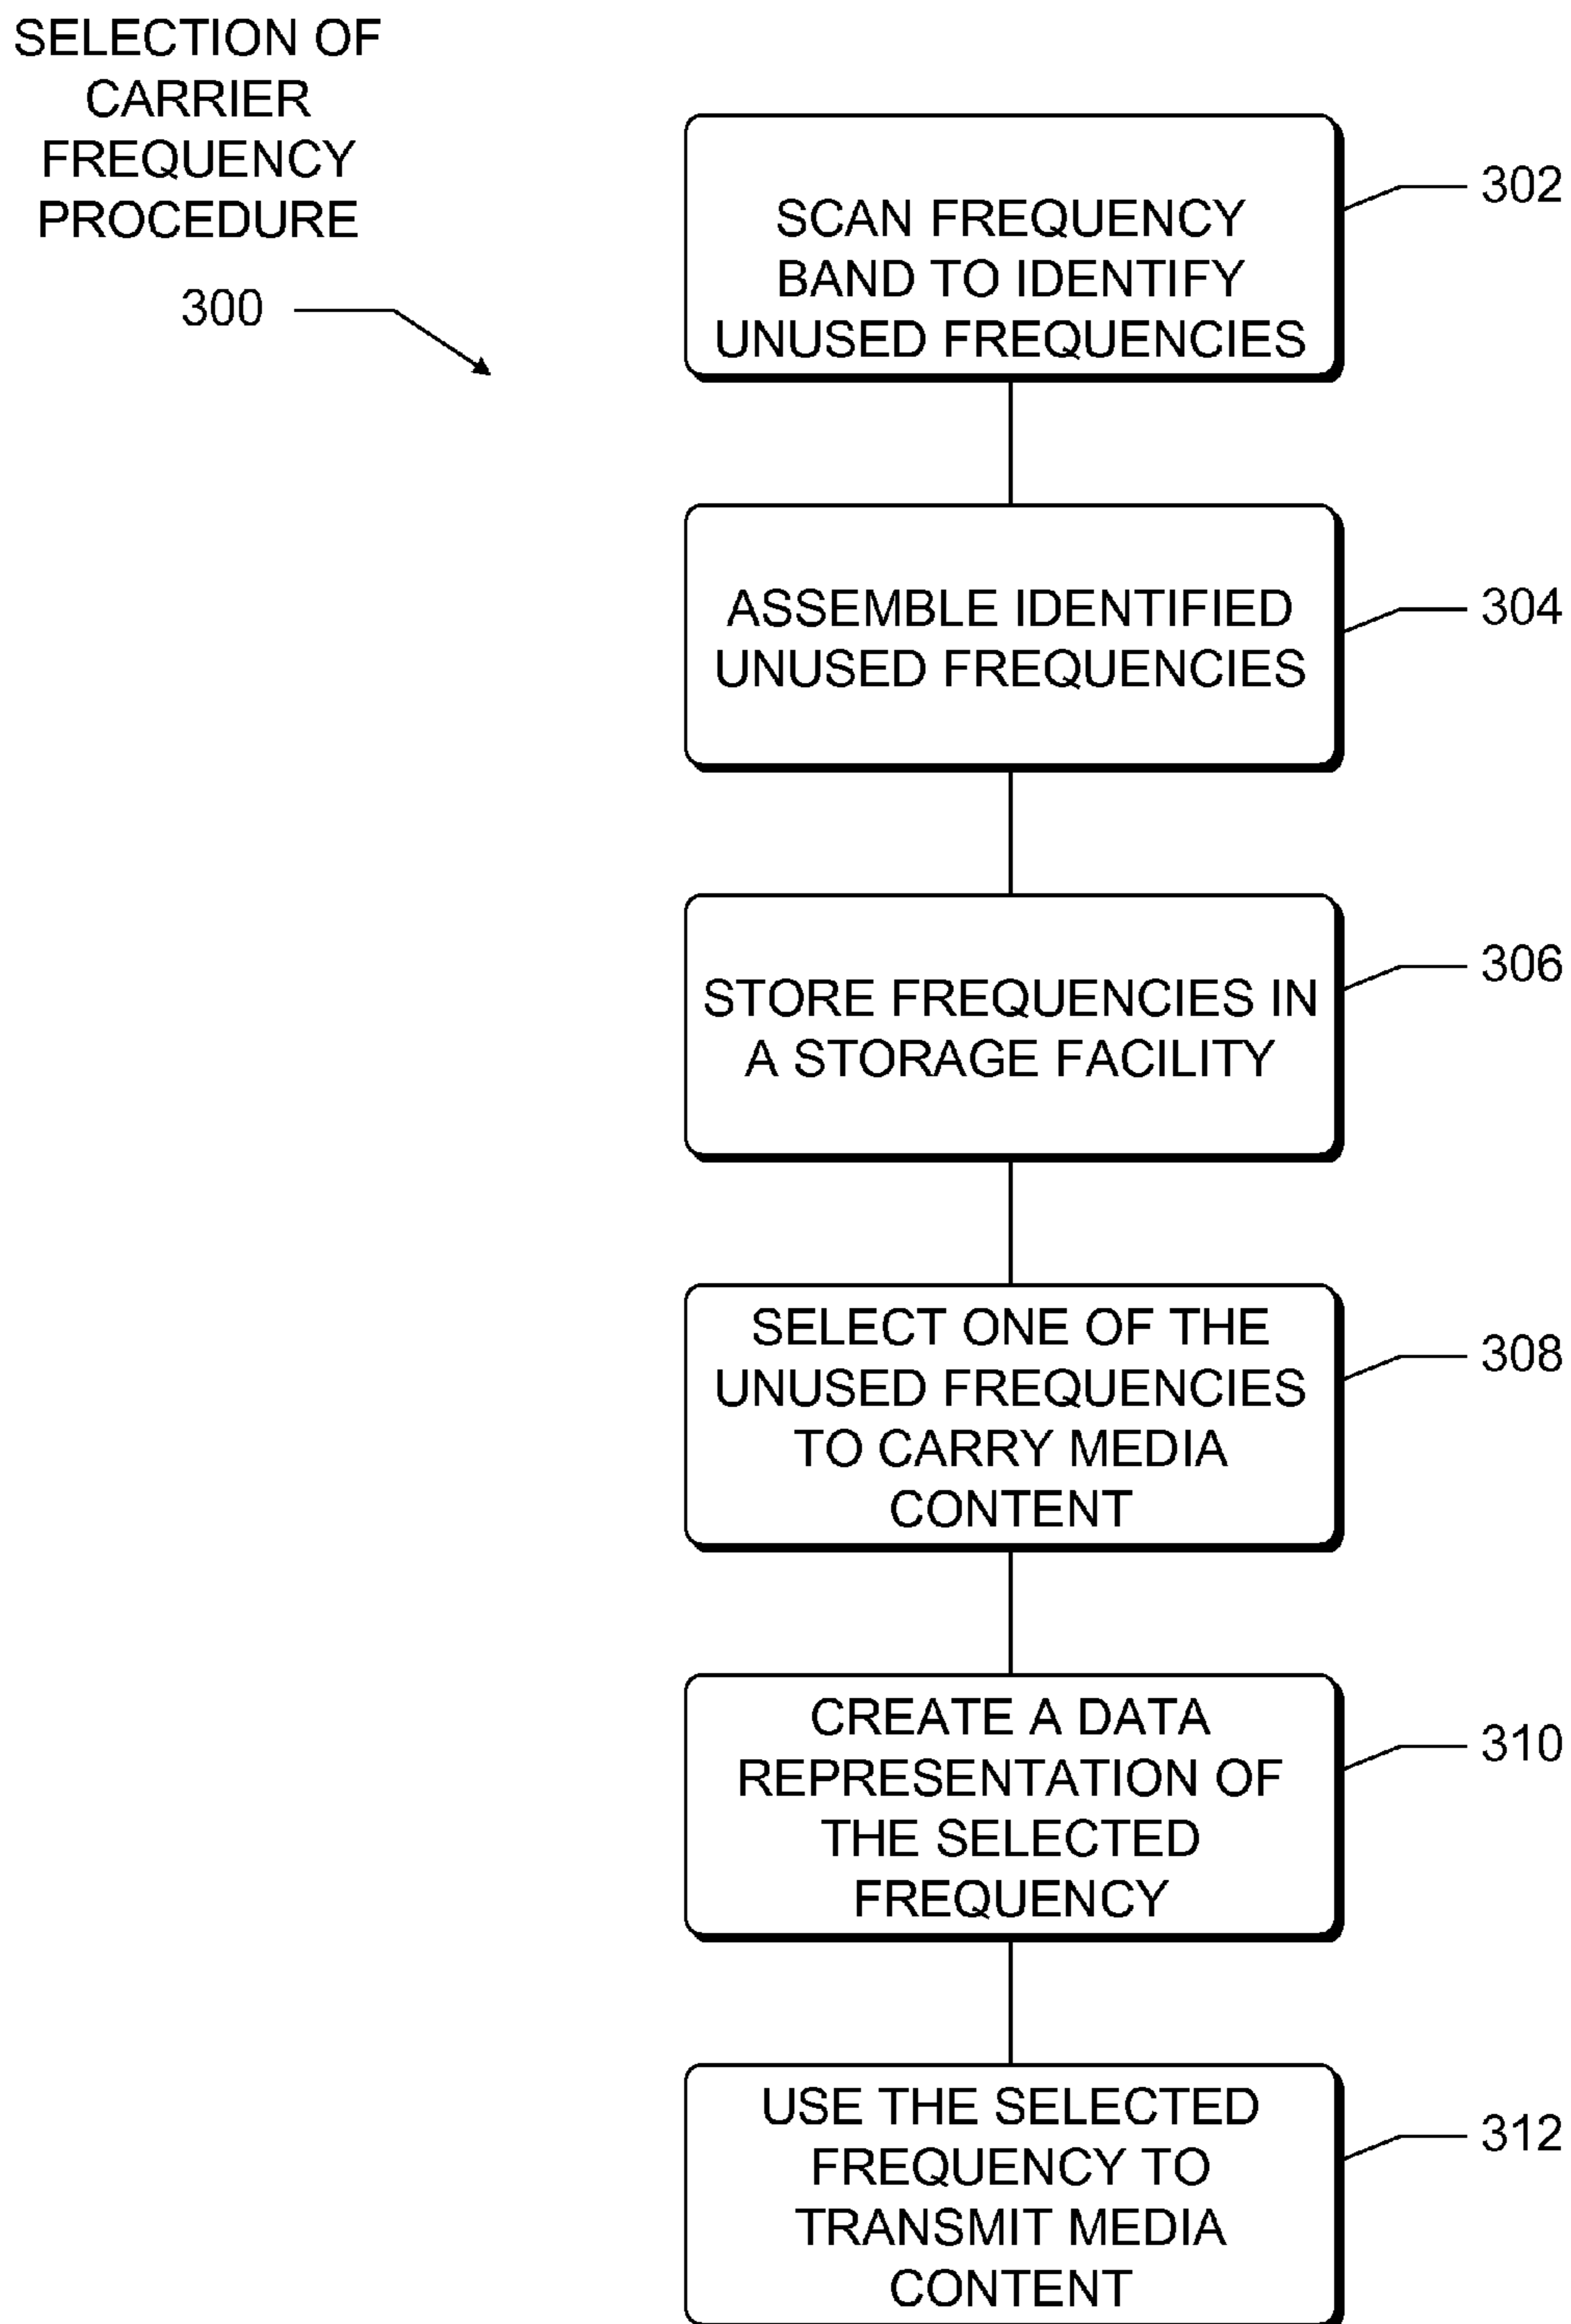 SELECTION OF
CARRIER
FREQUENCY
PROCEDURE
300
SCAN FREQUENCY
BAND TO IDENTIFY
UNUSED FREQUENCIES
302
ASSEMBLE IDENTIFIED
UNUSED FREQUENCIES
304
STORE FREQUENCIES IN
A STORAGE FACILITY
306
SELECT ONE OF THE
UNUSED FREQUENCIES
TO CARRY MEDIA
CONTENT
308
CREATE A DATA
REPRESENTATION OF
THE SELECTED
FREQUENCY
310
USE THE SELECTED
FREQUENCY TO
TRANSMIT MEDIA
CONTENT
312